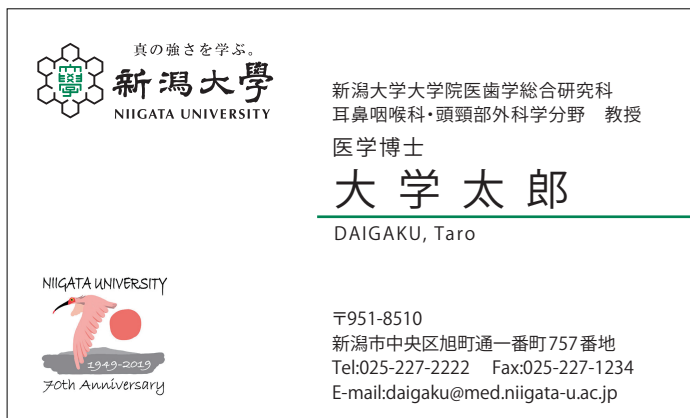 真の強さを学ぶ。
新潟大學
NIIGATA UNIVERSITY
新潟大学大学院医歯学総合研究科
耳鼻咽喉科・頭頸部外科学分野　教授
医学博士
大学太郎
DAIGAKU, Taro
NIIGATA UNIVERSITY
1949-2019
70th Anniversary
〒951-8510
新潟市中央区旭町通一番町757番地
Tel:025-227-2222　Fax:025-227-1234
E-mail:daigaku@med.niigata-u.ac.jp